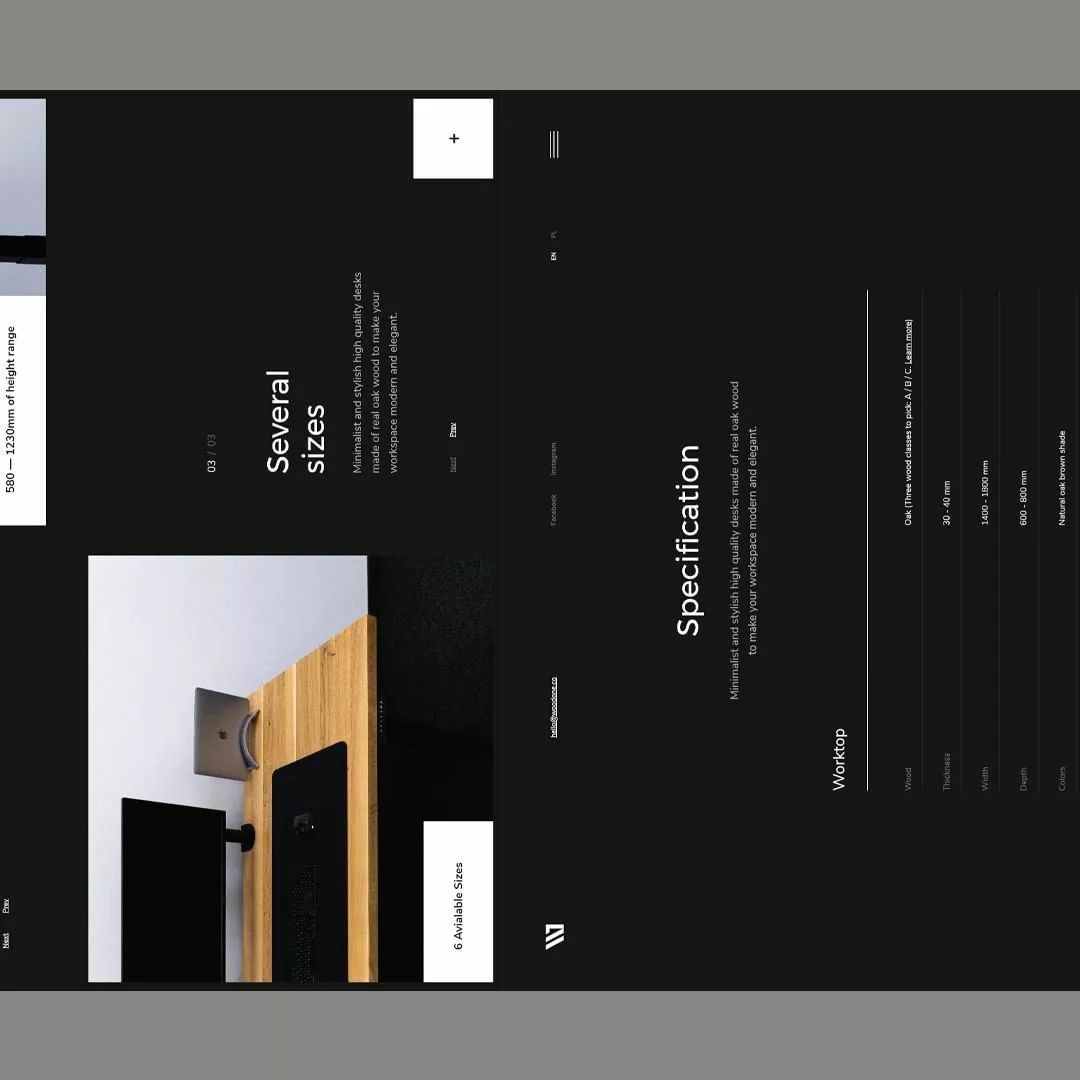 580 — 1230mm of height range
Next
Prev
03 / 03
Several
sizes
Minimalist and stylish high quality desks
made of real oak wood to make your
workspace modern and elegant.
Next
Prev
+
6 Avialable Sizes
hello@woodone.co
Facebook
Instagram
EN
PL
Specification
Minimalist and stylish high quality desks made of real oak wood
to make your workspace modern and elegant.
Worktop
Wood
Oak (Three wood classes to pick: A / B / C. Learn more)
Thickness
30 - 40 mm
Width
1400 - 1800 mm
Depth
600 - 800 mm
Colors
Natural oak brown shade